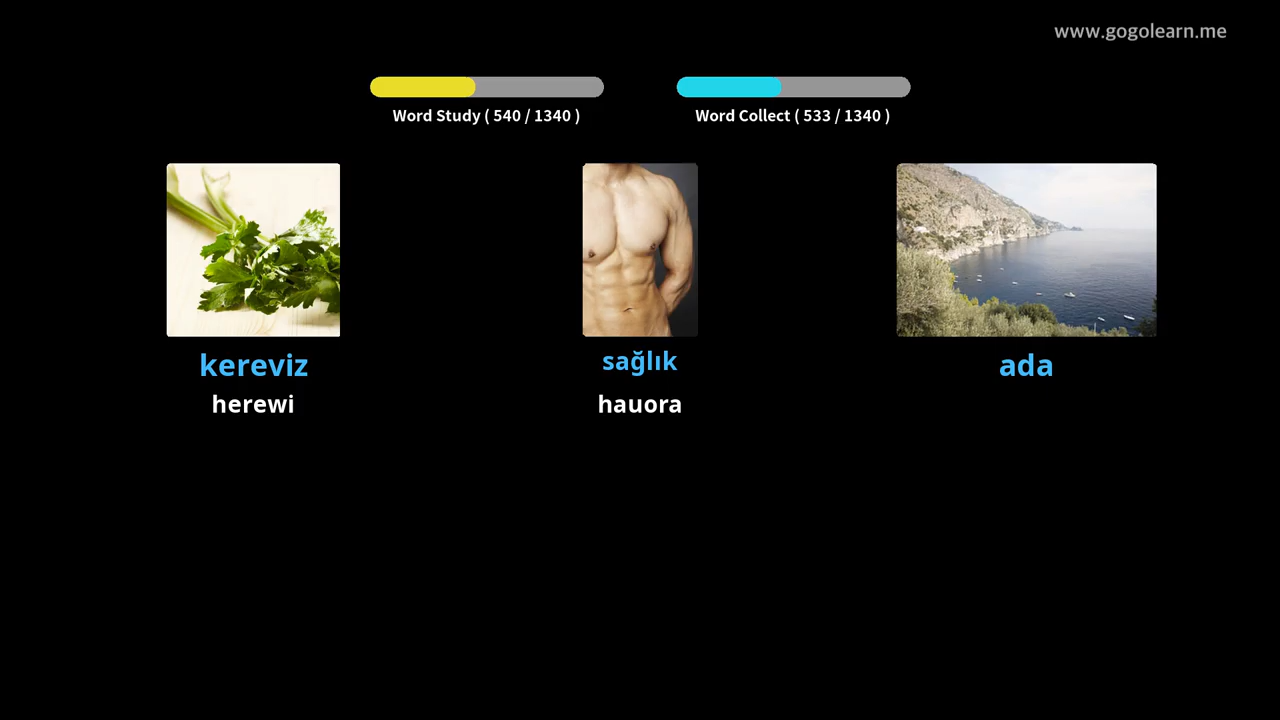 www.gogolearn.me
Word Study ( 540 / 1340 )
Word Collect ( 533 / 1340 )
kereviz
herewi
sağlık
hauora
ada